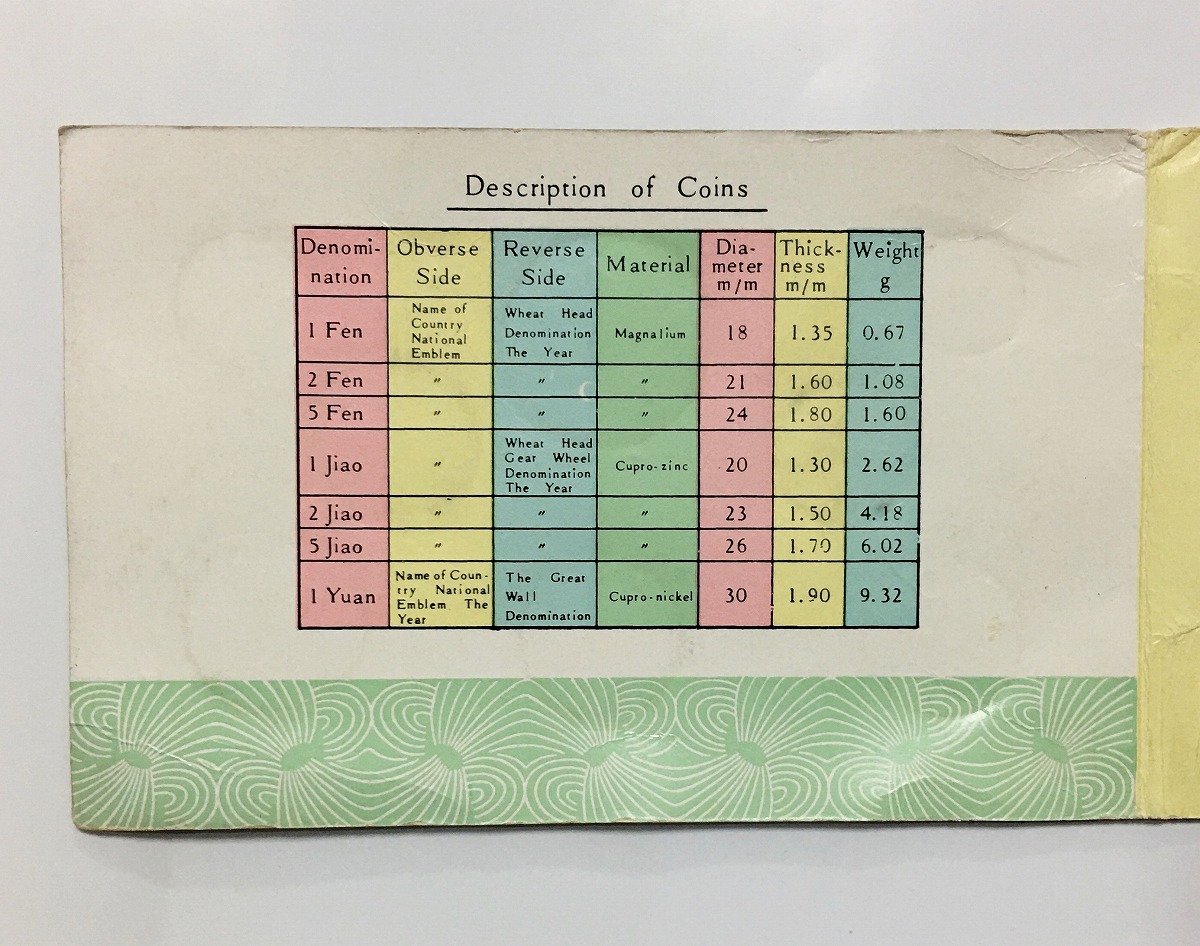 Description of Coins
Denomi-
nation
Obverse
Side
Reverse
Side
Material
Dia-
meter
m/m
Thick-
ness
m/m
Weight
g
1 Fen
Name of
Country
National
Emblem
Wheat Head
Denomination
The Year
Magnalium
18
1.35
0.67
2 Fen
〃
〃
〃
21
1.60
1.08
5 Fen
〃
〃
〃
24
1.80
1.60
1 Jiao
〃
Wheat Head
Gear Wheel
Denomination
The Year
Cupro-zinc
20
1.30
2.62
2 Jiao
〃
〃
〃
23
1.50
4.18
5 Jiao
〃
〃
〃
26
1.70
6.02
1 Yuan
Name of Coun-
try National
Emblem The
Year
The Great
Wall
Denomination
Cupro-nickel
30
1.90
9.32